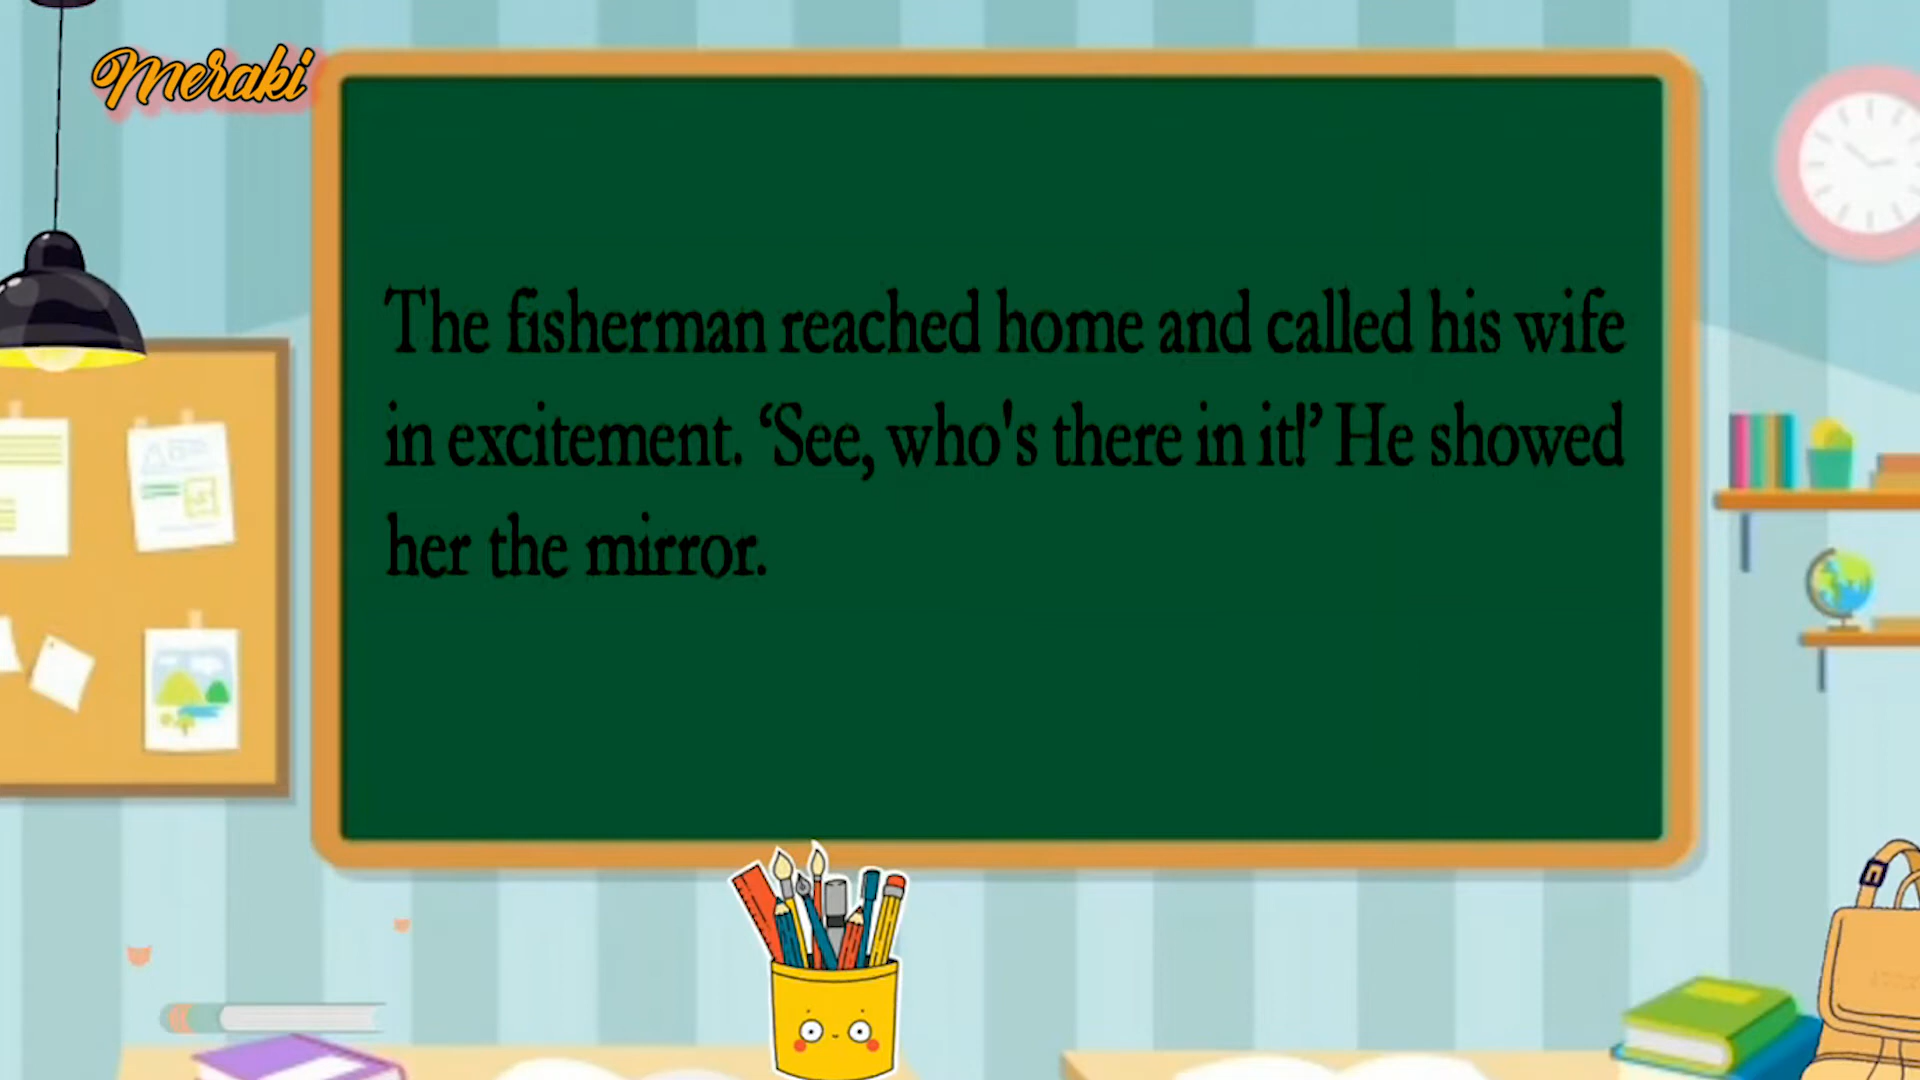 Meraki
The fisherman reached home and called his wife
in excitement. ‘See, who's there in it!’ He showed
her the mirror.